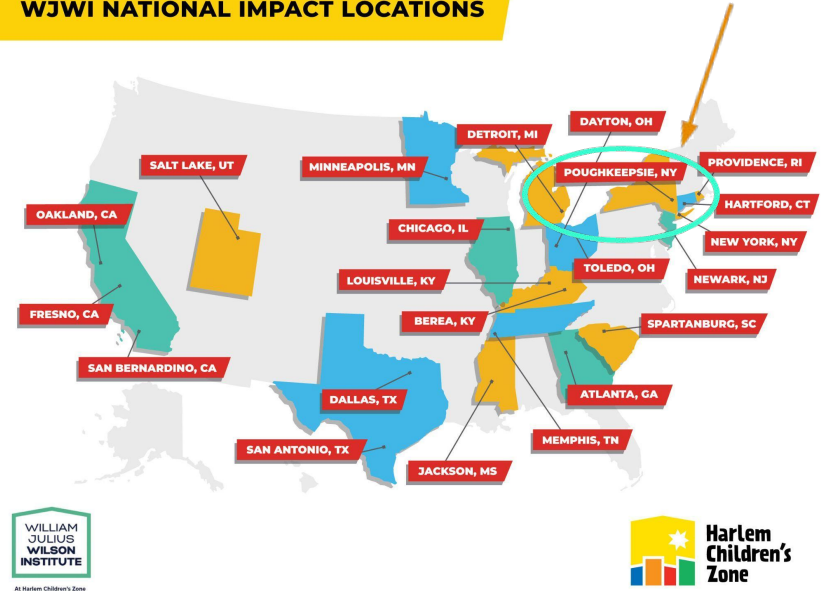 WJWI NATIONAL IMPACT LOCATIONS
DAYTON, OH
DETROIT, MI
SALT LAKE, UT
MINNEAPOLIS, MN
POUGHKEEPSIE, NY
PROVIDENCE, RI
HARTFORD, CT
OAKLAND, CA
CHICAGO, IL
NEW YORK, NY
TOLEDO, OH
LOUISVILLE, KY
NEWARK, NJ
FRESNO, CA
BEREA, KY
SPARTANBURG, SC
SAN BERNARDINO, CA
DALLAS, TX
ATLANTA, GA
MEMPHIS, TN
SAN ANTONIO, TX
JACKSON, MS
WILLIAM
JULIUS
WILSON
INSTITUTE
At Harlem Children's Zone
Harlem
Children's
Zone